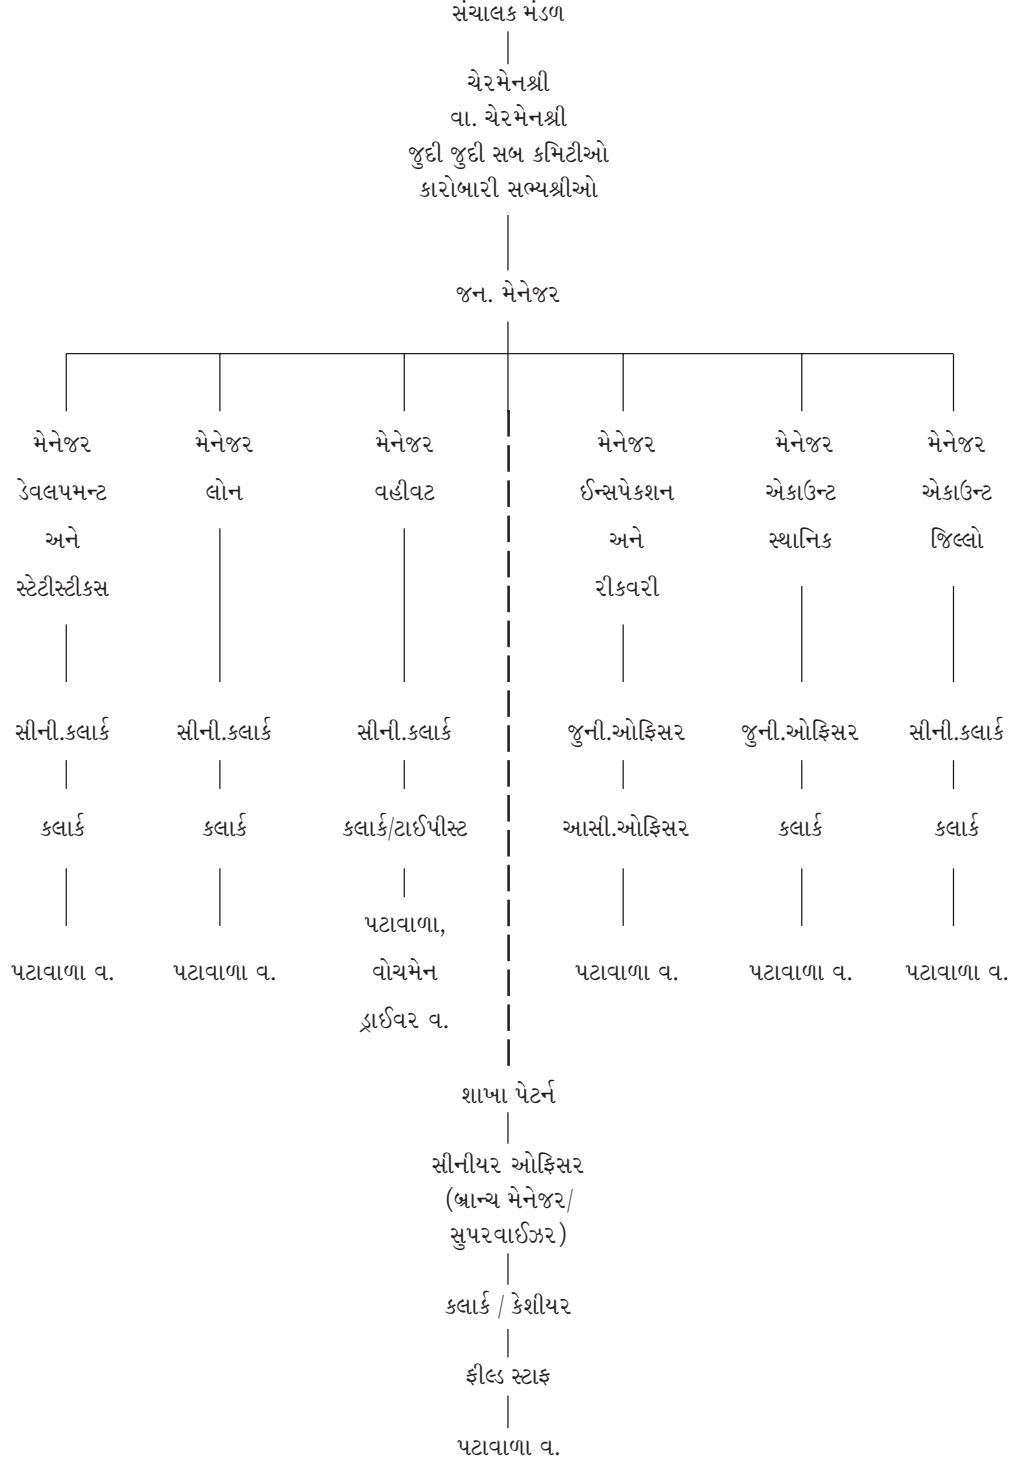 સંચાલક મંડળ
ચેરમેનશ્રી
વા. ચેરમેનશ્રી
જુદી જુદી સબ કમિટીઓ
કારોબારી સભ્યશ્રીઓ
જન. મેનેજર
મેનેજર મેનેજર મેનેજર મેનેજર મેનેજર મેનેજર
ડેવલપમન્ટ લોન વહીવટ ઈન્સપેકશન એકાઉન્ટ એકાઉન્ટ
અને અને સ્થાનિક જિલ્લો
સ્ટેટીસ્ટીકસ રીકવરી
સીની.કલાર્ક સીની.કલાર્ક સીની.કલાર્ક જુની.ઓફિસર જુની.ઓફિસર સીની.કલાર્ક
કલાર્ક કલાર્ક કલાર્ક/ટાઈપીસ્ટ આસી.ઓફિસર કલાર્ક કલાર્ક
પટાવાળા,
પટાવાળા વ. પટાવાળા વ. વોચમેન પટાવાળા વ. પટાવાળા વ. પટાવાળા વ.
ડ્રાઈવર વ.
શાખા પેટર્ન
સીનીયર ઓફિસર
(બ્રાન્ચ મેનેજર/
સુપરવાઈઝર)
કલાર્ક / કેશીયર
ફીલ્ડ સ્ટાફ
પટાવાળા વ.